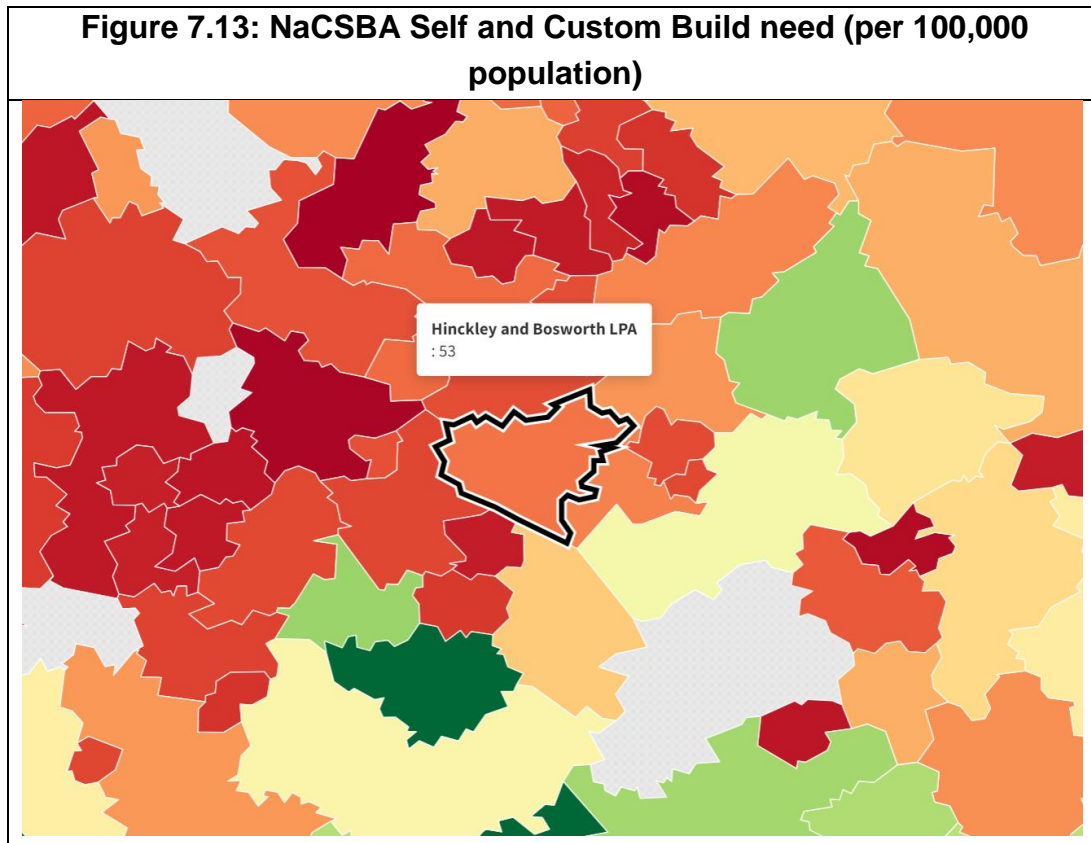 Figure 7.13: NaCSBA Self and Custom Build need (per 100,000
population)
Hinckley and Bosworth LPA
: 53